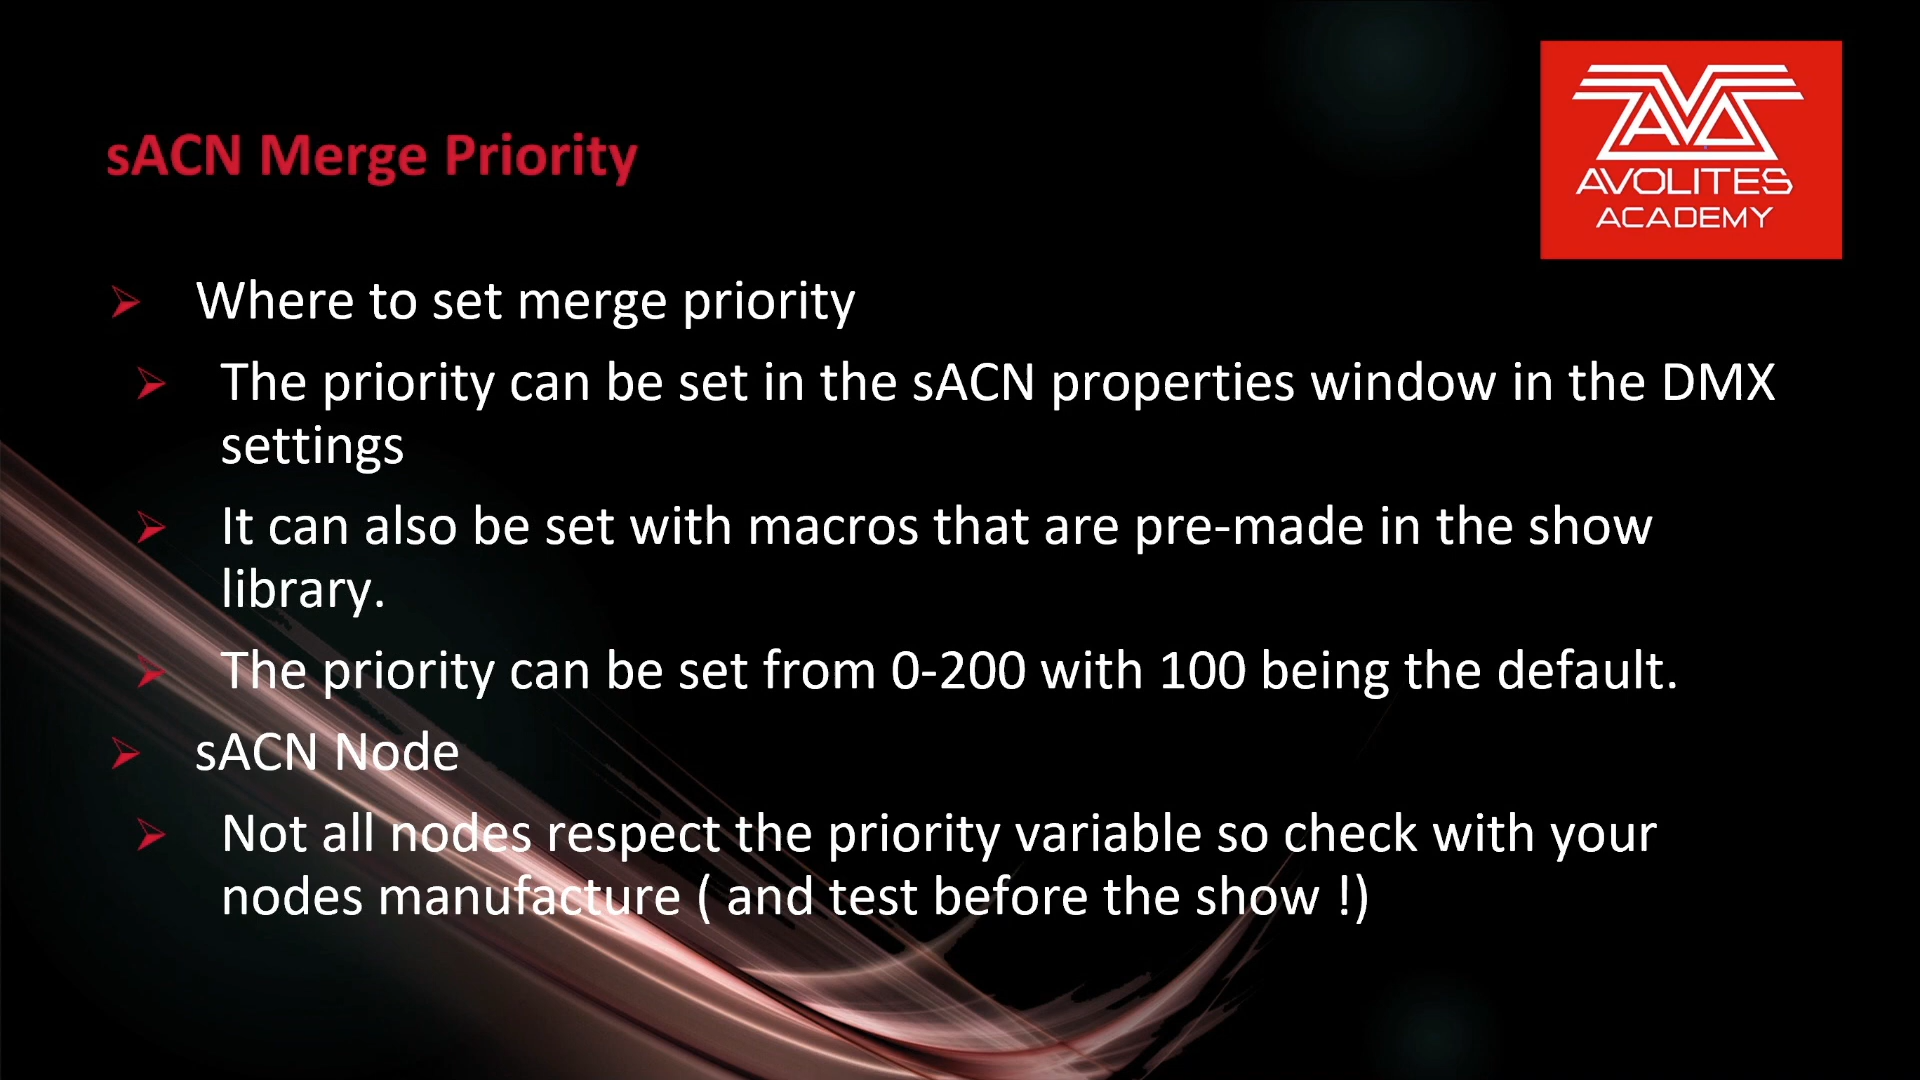 sACN Merge Priority
AVOLITES
ACADEMY
Where to set merge priority
The priority can be set in the sACN properties window in the DMX
settings
It can also be set with macros that are pre-made in the show
library.
The priority can be set from 0-200 with 100 being the default.
sACN Node
Not all nodes respect the priority variable so check with your
nodes manufacture ( and test before the show !)